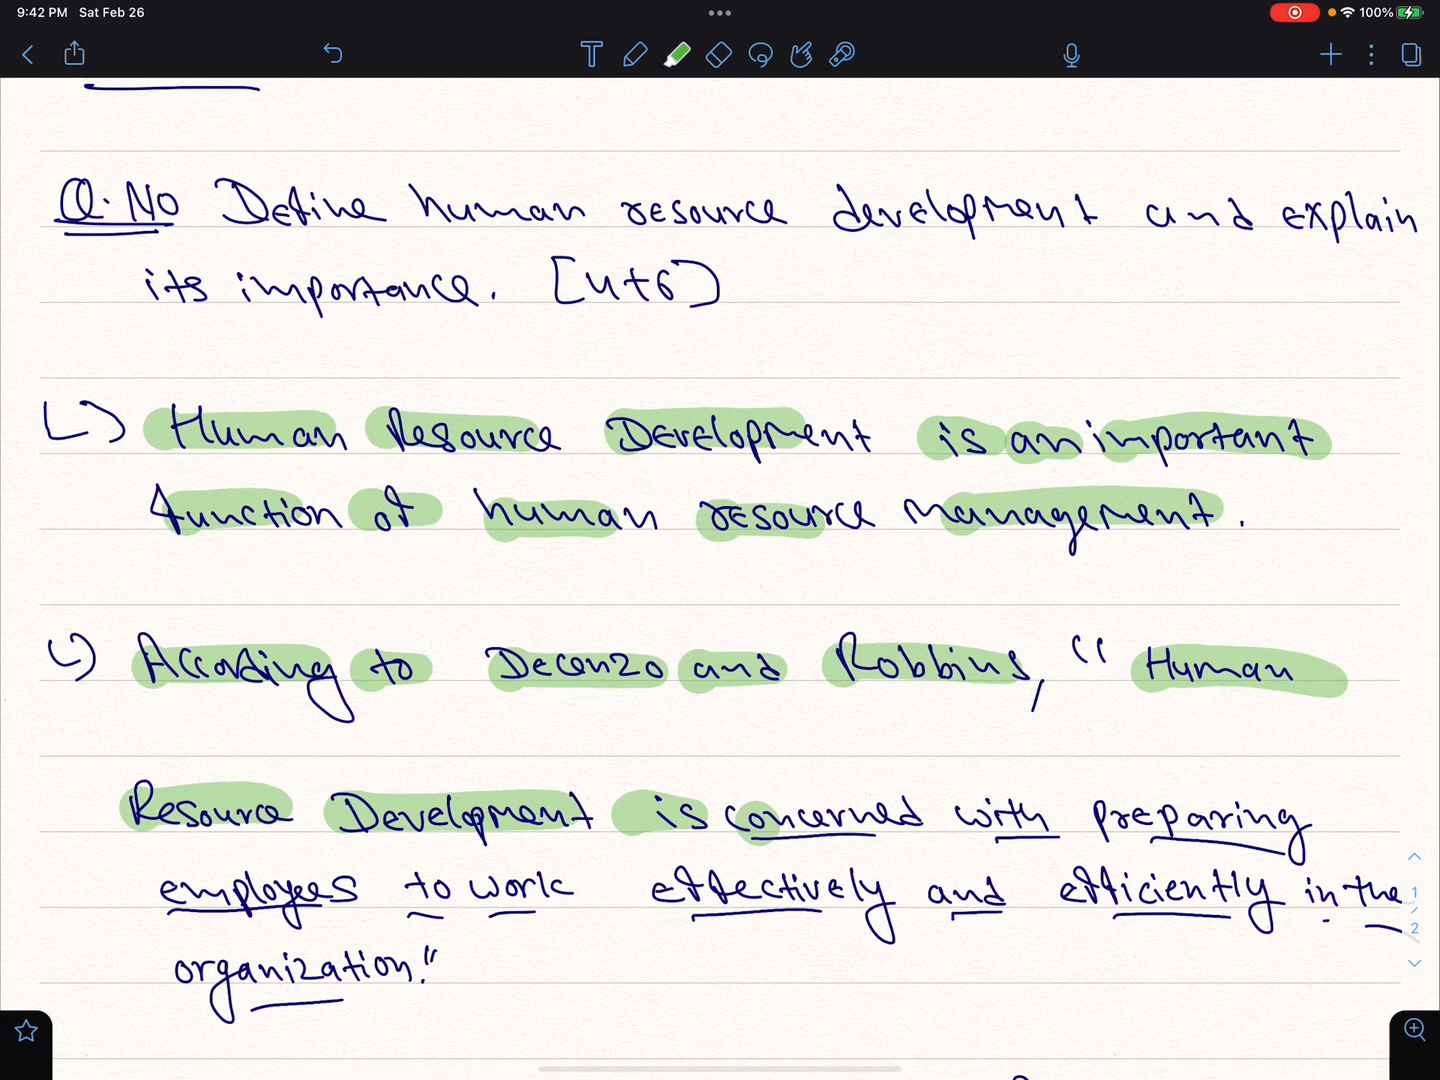 9:42 PM Sat Feb 26
100%
Q.No Define human resource development and explain
its importance. [4+6]
Human Resource Development is an important
function of human resource management.
According to Decenzo and Robbins, "Human
Resource Development is concerned with preparing
employees to work effectively and efficiently in the
organization."
1
/
2